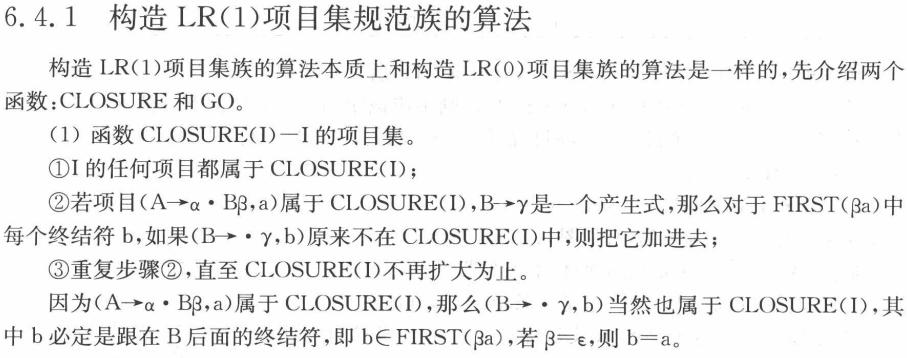 6.4.1 构造 LR(1)项目集规范族的算法
构造 LR(1)项目集族的算法本质上和构造 LR(0)项目集族的算法是一样的,先介绍两个
函数:CLOSURE 和 GO。
(1) 函数 CLOSURE(I)—I 的项目集。
①I 的任何项目都属于 CLOSURE(I);
②若项目(A→α・Bβ,a)属于 CLOSURE(I),B→γ是一个产生式,那么对于 FIRST(βa)中
每个终结符 b,如果(B→・γ,b)原来不在 CLOSURE(I)中,则把它加进去;
③重复步骤②,直至 CLOSURE(I)不再扩大为止。
因为(A→α・Bβ,a)属于 CLOSURE(I),那么(B→・γ,b)当然也属于 CLOSURE(I),其
中 b 必定是跟在 B 后面的终结符,即 b∈FIRST(βa),若 β=ε,则 b=a。